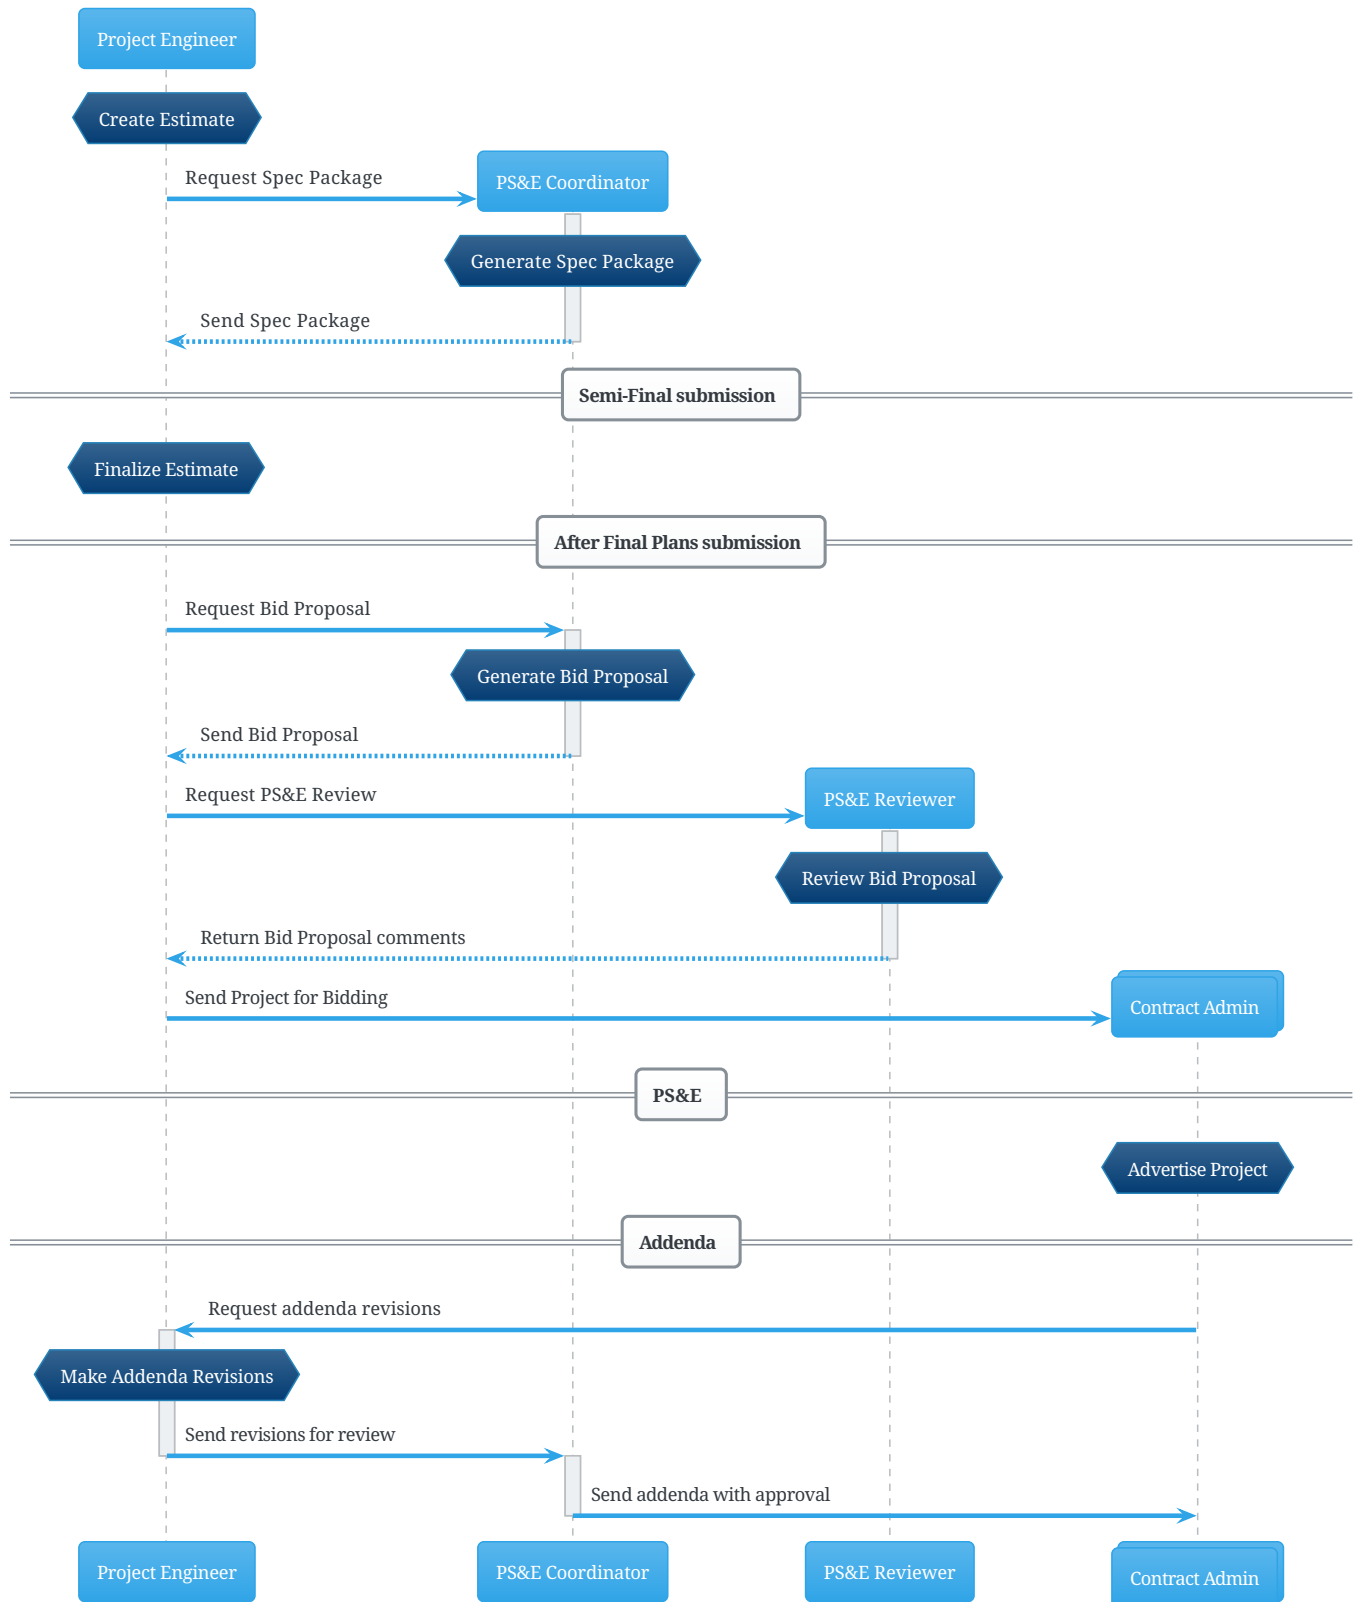 Project Engineer
Create Estimate
Request Spec Package
PS&E Coordinator
Generate Spec Package
Send Spec Package
Semi-Final submission
Finalize Estimate
After Final Plans submission
Request Bid Proposal
Generate Bid Proposal
Send Bid Proposal
Request PS&E Review
PS&E Reviewer
Review Bid Proposal
Return Bid Proposal comments
Send Project for Bidding
Contract Admin
PS&E
Advertise Project
Addenda
Request addenda revisions
Make Addenda Revisions
Send revisions for review
Send addenda with approval
Project Engineer
PS&E Coordinator
PS&E Reviewer
Contract Admin